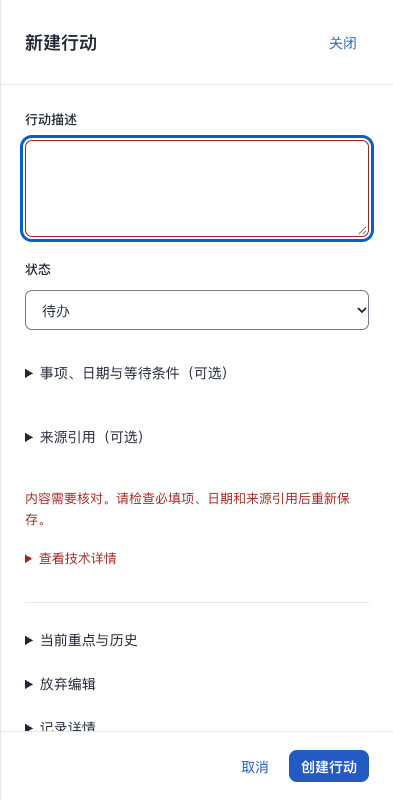 新建行动
关闭
行动描述
状态
待办
事项、日期与等待条件（可选）
来源引用（可选）
内容需要核对。请检查必填项、日期和来源引用后重新保
存。
查看技术详情
当前重点与历史
放弃编辑
记录详情
取消
创建行动